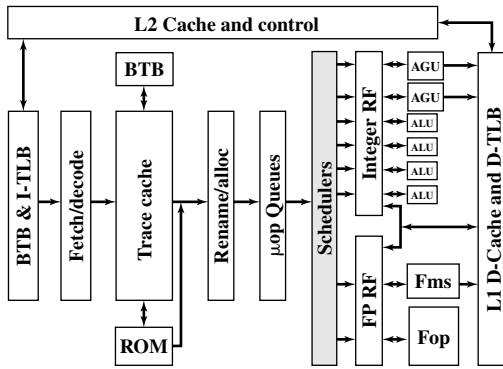 L2 Cache and control
BTB
BTB & I-TLB
Fetch/decode
Trace cache
ROM
Rename/alloc
µop Queues
Schedulers
Integer RF
FP RF
AGU
AGU
ALU
ALU
ALU
ALU
Fms
Fop
L1 D-Cache and D-TLB